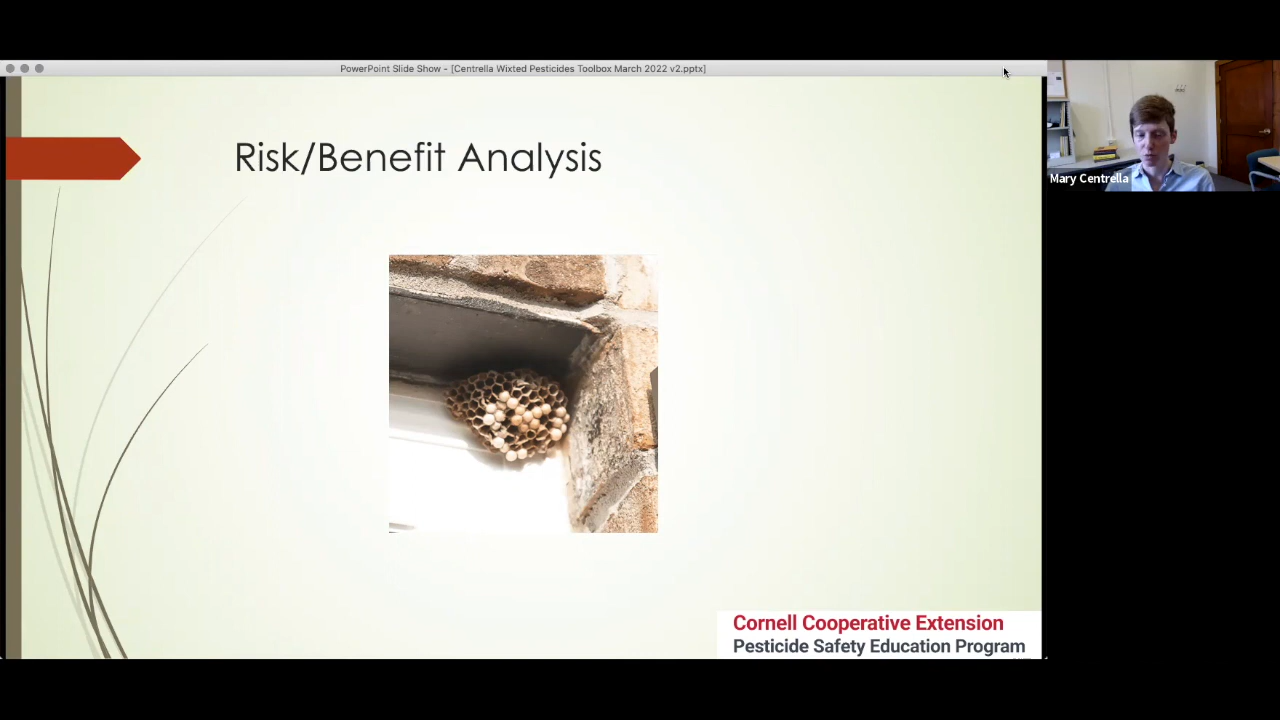 PowerPoint Slide Show - [Centrella Wixted Pesticides Toolbox March 2022 v2.pptx]
Risk/Benefit Analysis
Mary Centrella
Cornell Cooperative Extension
Pesticide Safety Education Program